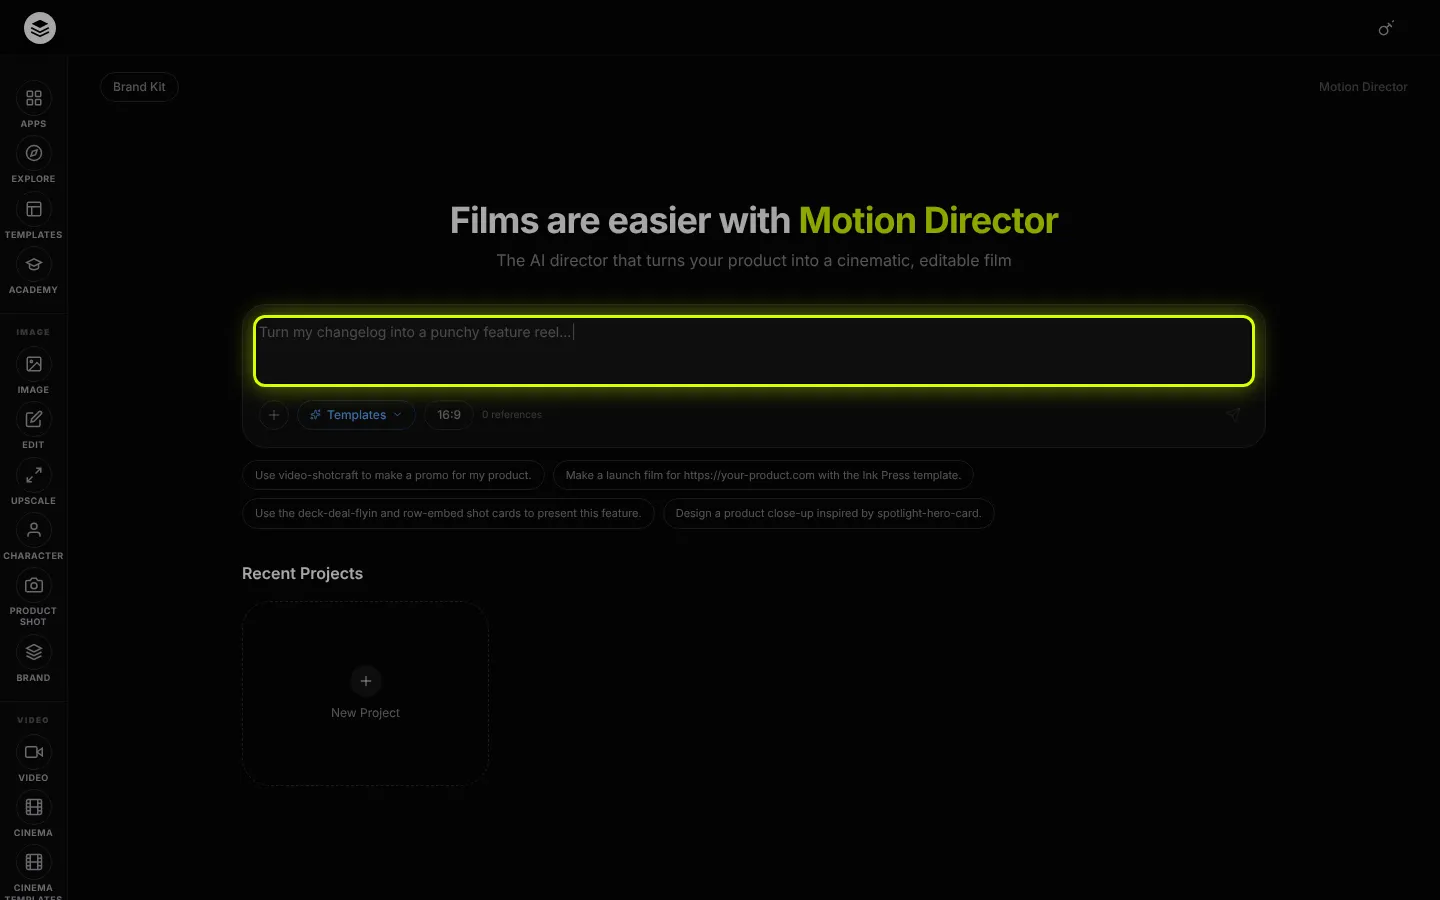 Brand Kit
Motion Director
APPS
EXPLORE
TEMPLATES
ACADEMY
IMAGE
IMAGE
EDIT
UPSCALE
CHARACTER
PRODUCT
SHOT
BRAND
VIDEO
VIDEO
CINEMA
CINEMA
TEMPLATES
Films are easier with Motion Director
The AI director that turns your product into a cinematic, editable film
Turn my changelog into a punchy feature reel...
Templates
16:9
0 references
Use video-shotcraft to make a promo for my product.
Make a launch film for https://your-product.com with the Ink Press template.
Use the deck-deal-flyin and row-embed shot cards to present this feature.
Design a product close-up inspired by spotlight-hero-card.
Recent Projects
New Project